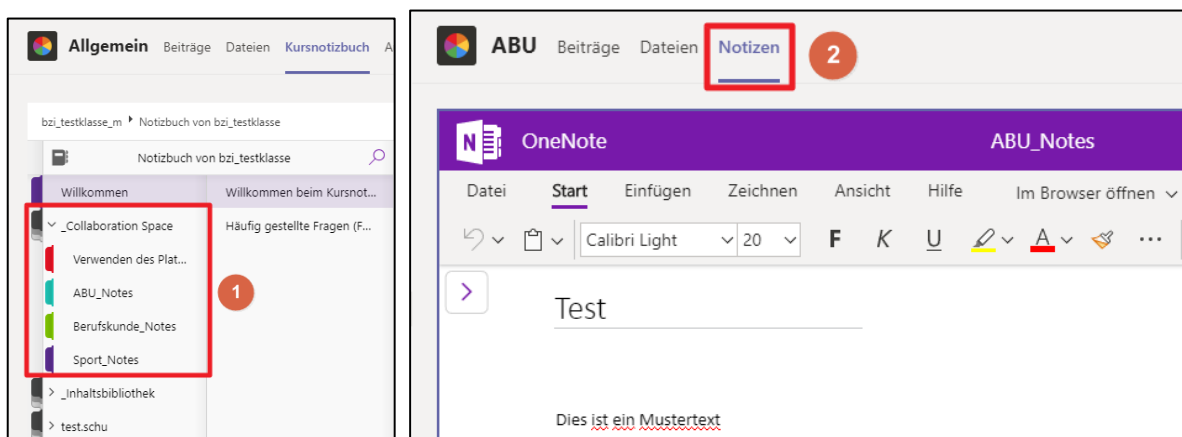 Allgemein Beiträge Dateien Kursnotizbuch A
bzi_testklasse_m Notizbuch von bzi_testklasse
Notizbuch von bzi_testklasse
Willkommen Willkommen beim Kursnot...
_Collaboration Space Häufig gestellte Fragen (F...
Verwenden des Plat...
ABU_Notes
1
Berufskunde_Notes
Sport_Notes
_Inhaltsbibliothek
test.schu
ABU Beiträge Dateien Notizen
2
N OneNote ABU_Notes
Datei Start Einfügen Zeichnen Ansicht Hilfe Im Browser öffnen
Calibri Light 20 F K U A ...
Test
Dies ist ein Mustertext